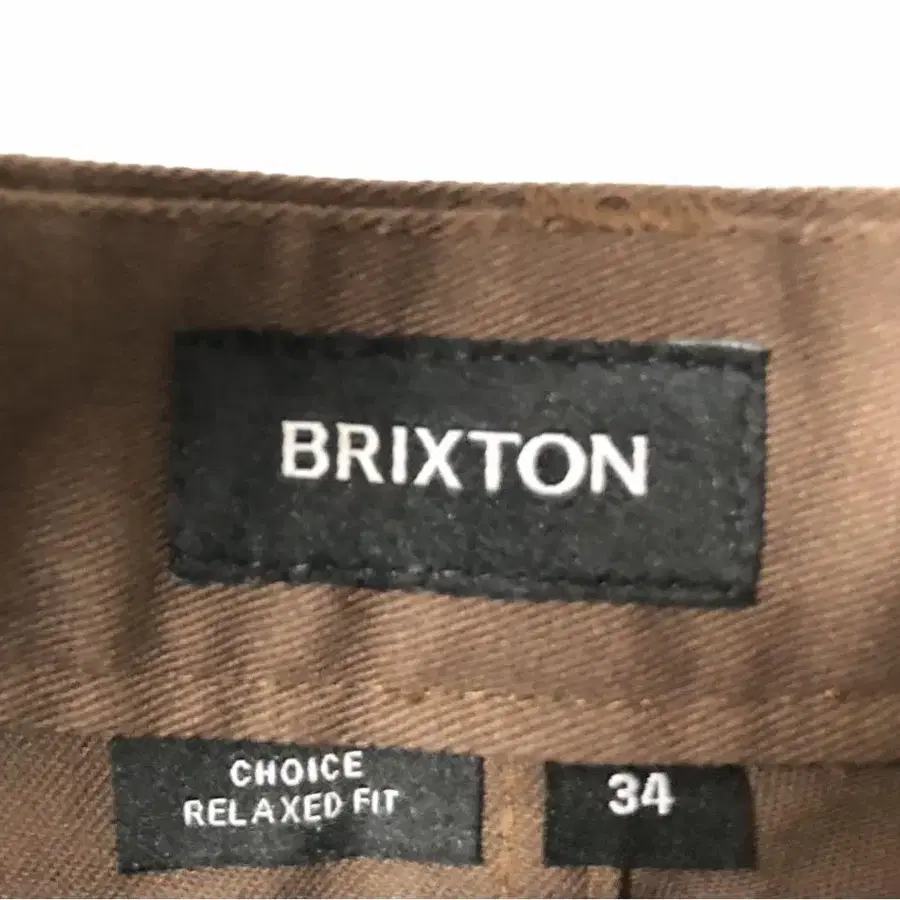 BRIXTON
CHOICE
RELAXED FIT
34